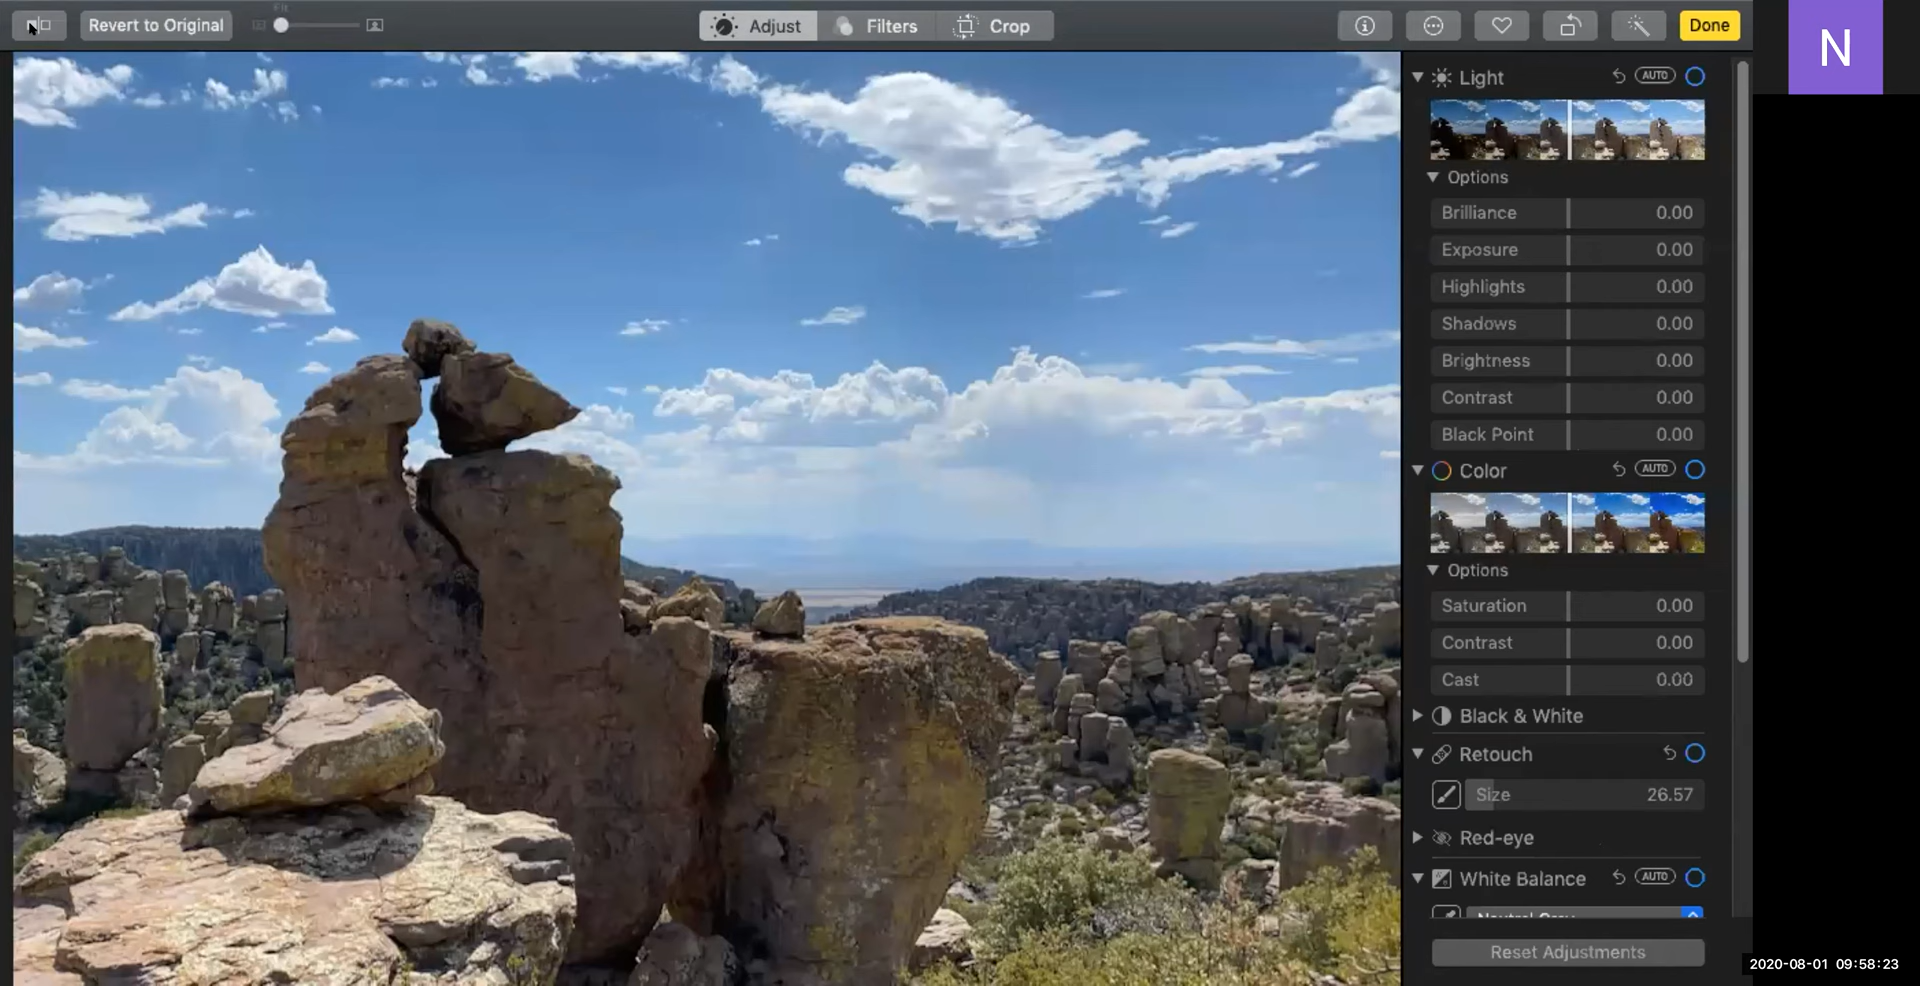 Fit
Revert to Original
Adjust
Filters
Crop
Done
N
Light
AUTO
Options
Brilliance 0.00
Exposure 0.00
Highlights 0.00
Shadows 0.00
Brightness 0.00
Contrast 0.00
Black Point 0.00
Color
AUTO
Options
Saturation 0.00
Contrast 0.00
Cast 0.00
Black & White
Retouch
Size 26.57
Red-eye
White Balance
AUTO
Neutral Gray
Reset Adjustments
2020-08-01 09:58:23